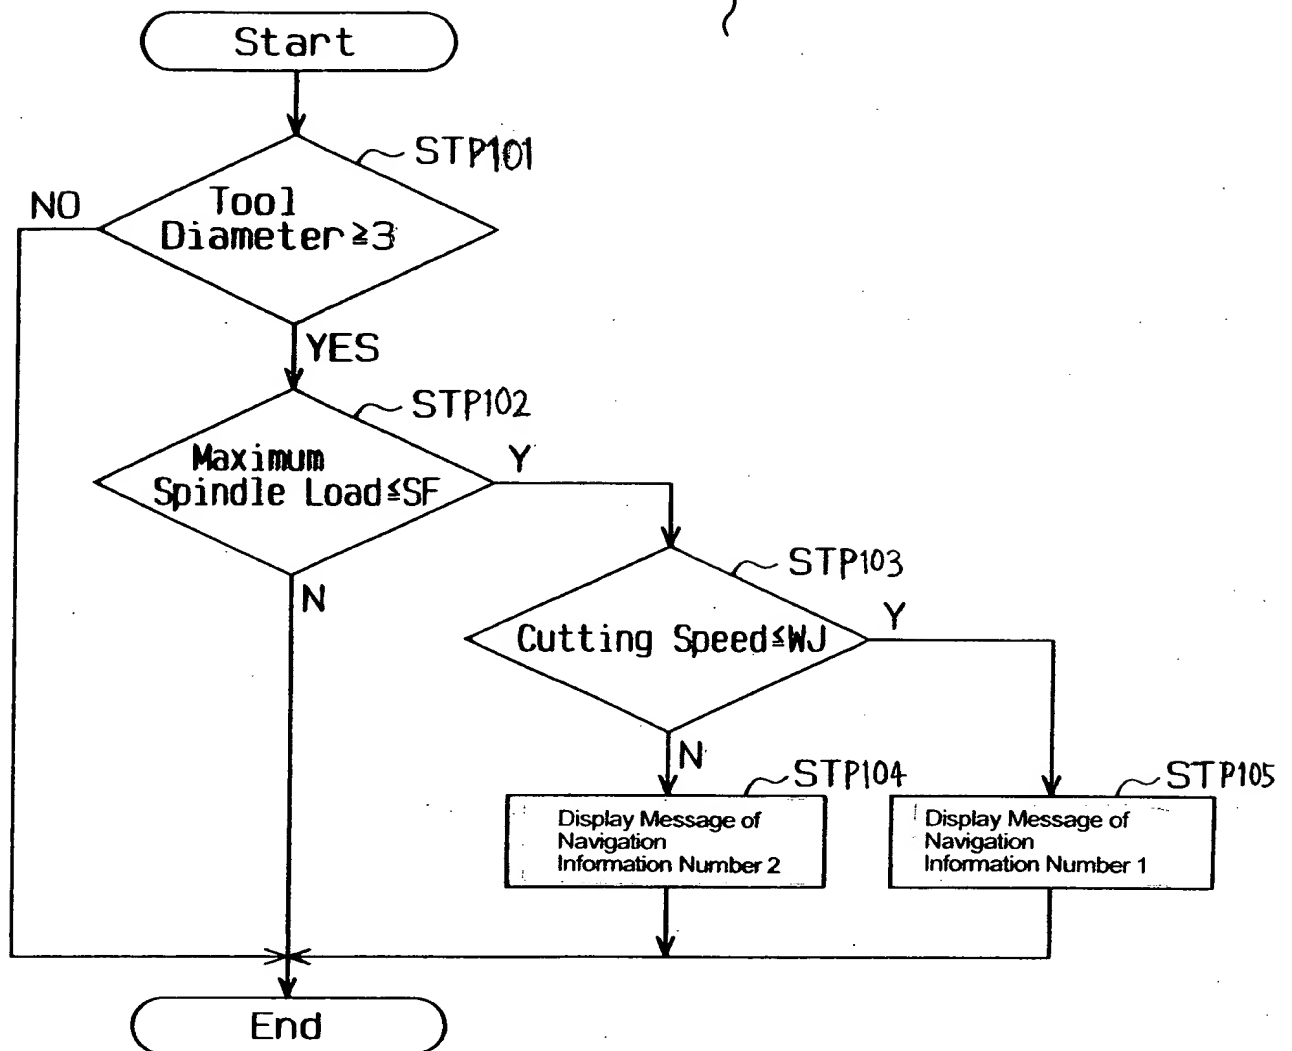 Start
STP101
NO
Tool
Diameter≧3
YES
STP102
Maximum
Spindle Load≦SF
Y
N
STP103
Cutting Speed≦WJ
Y
N
STP104
STP105
Display Message of
Navigation
Information Number 2
Display Message of
Navigation
Information Number 1
End